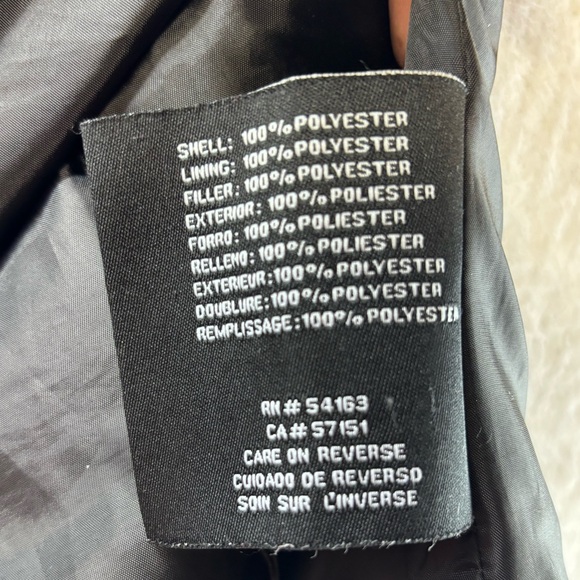 SHELL: 100% POLYESTER
LINING: 100% POLYESTER
FILLER: 100% POLYESTER
EXTERIOR: 100% POLIESTER
FORRO: 100% POLIESTER
RELLENO: 100% POLIESTER
EXTERIEUR: 100% POLYESTER
DOUBLURE: 100% POLYESTER
REMPLISSAGE: 100% POLYESTER
RN# 54163
CA# 57151
CARE ON REVERSE
CUIDADO DE REVERSO
SOIN SUR L'INVERSE